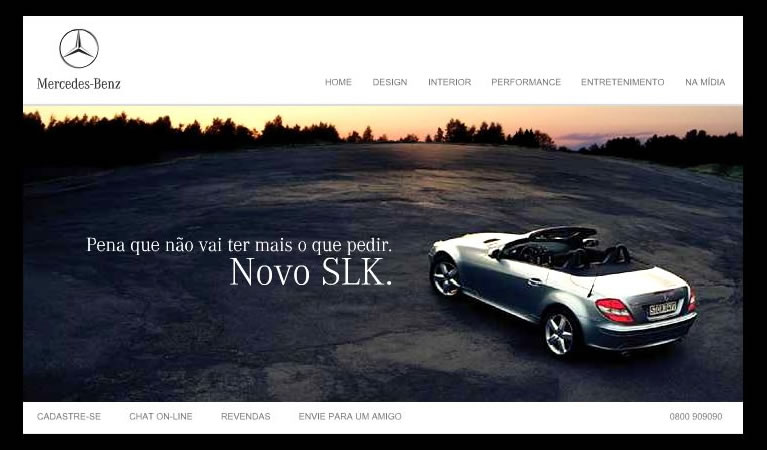 Mercedes-Benz
HOME DESIGN INTERIOR PERFORMANCE ENTRETENIMENTO NA MÍDIA
Pena que não vai ter mais o que pedir.
Novo SLK.
CADASTRE-SE CHAT ON-LINE REVENDAS ENVIE PARA UM AMIGO 0800 909090